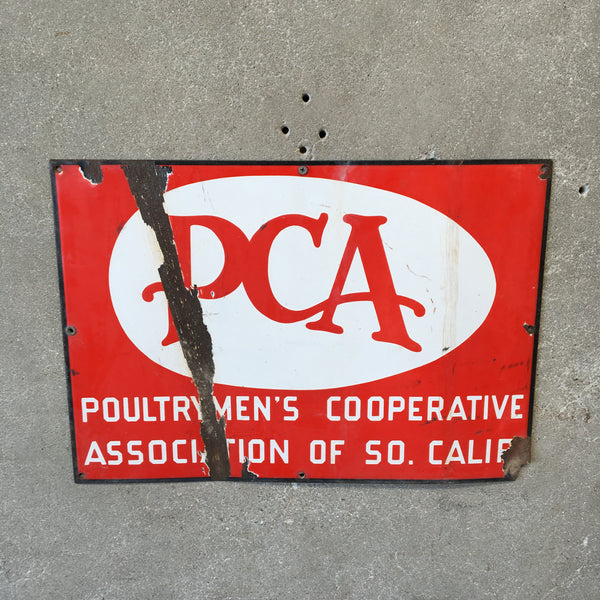 PCA
POULTRYMEN'S COOPERATIVE
ASSOCIATION OF SO. CALIF